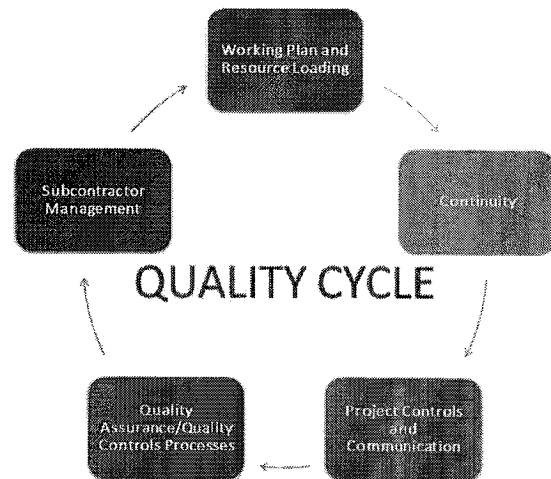 Working Plan and
Resource Loading
Continuity
Project Controls
and
Communication
Quality
Assurance/Quality
Controls Processes
Subcontractor
Management
QUALITY CYCLE